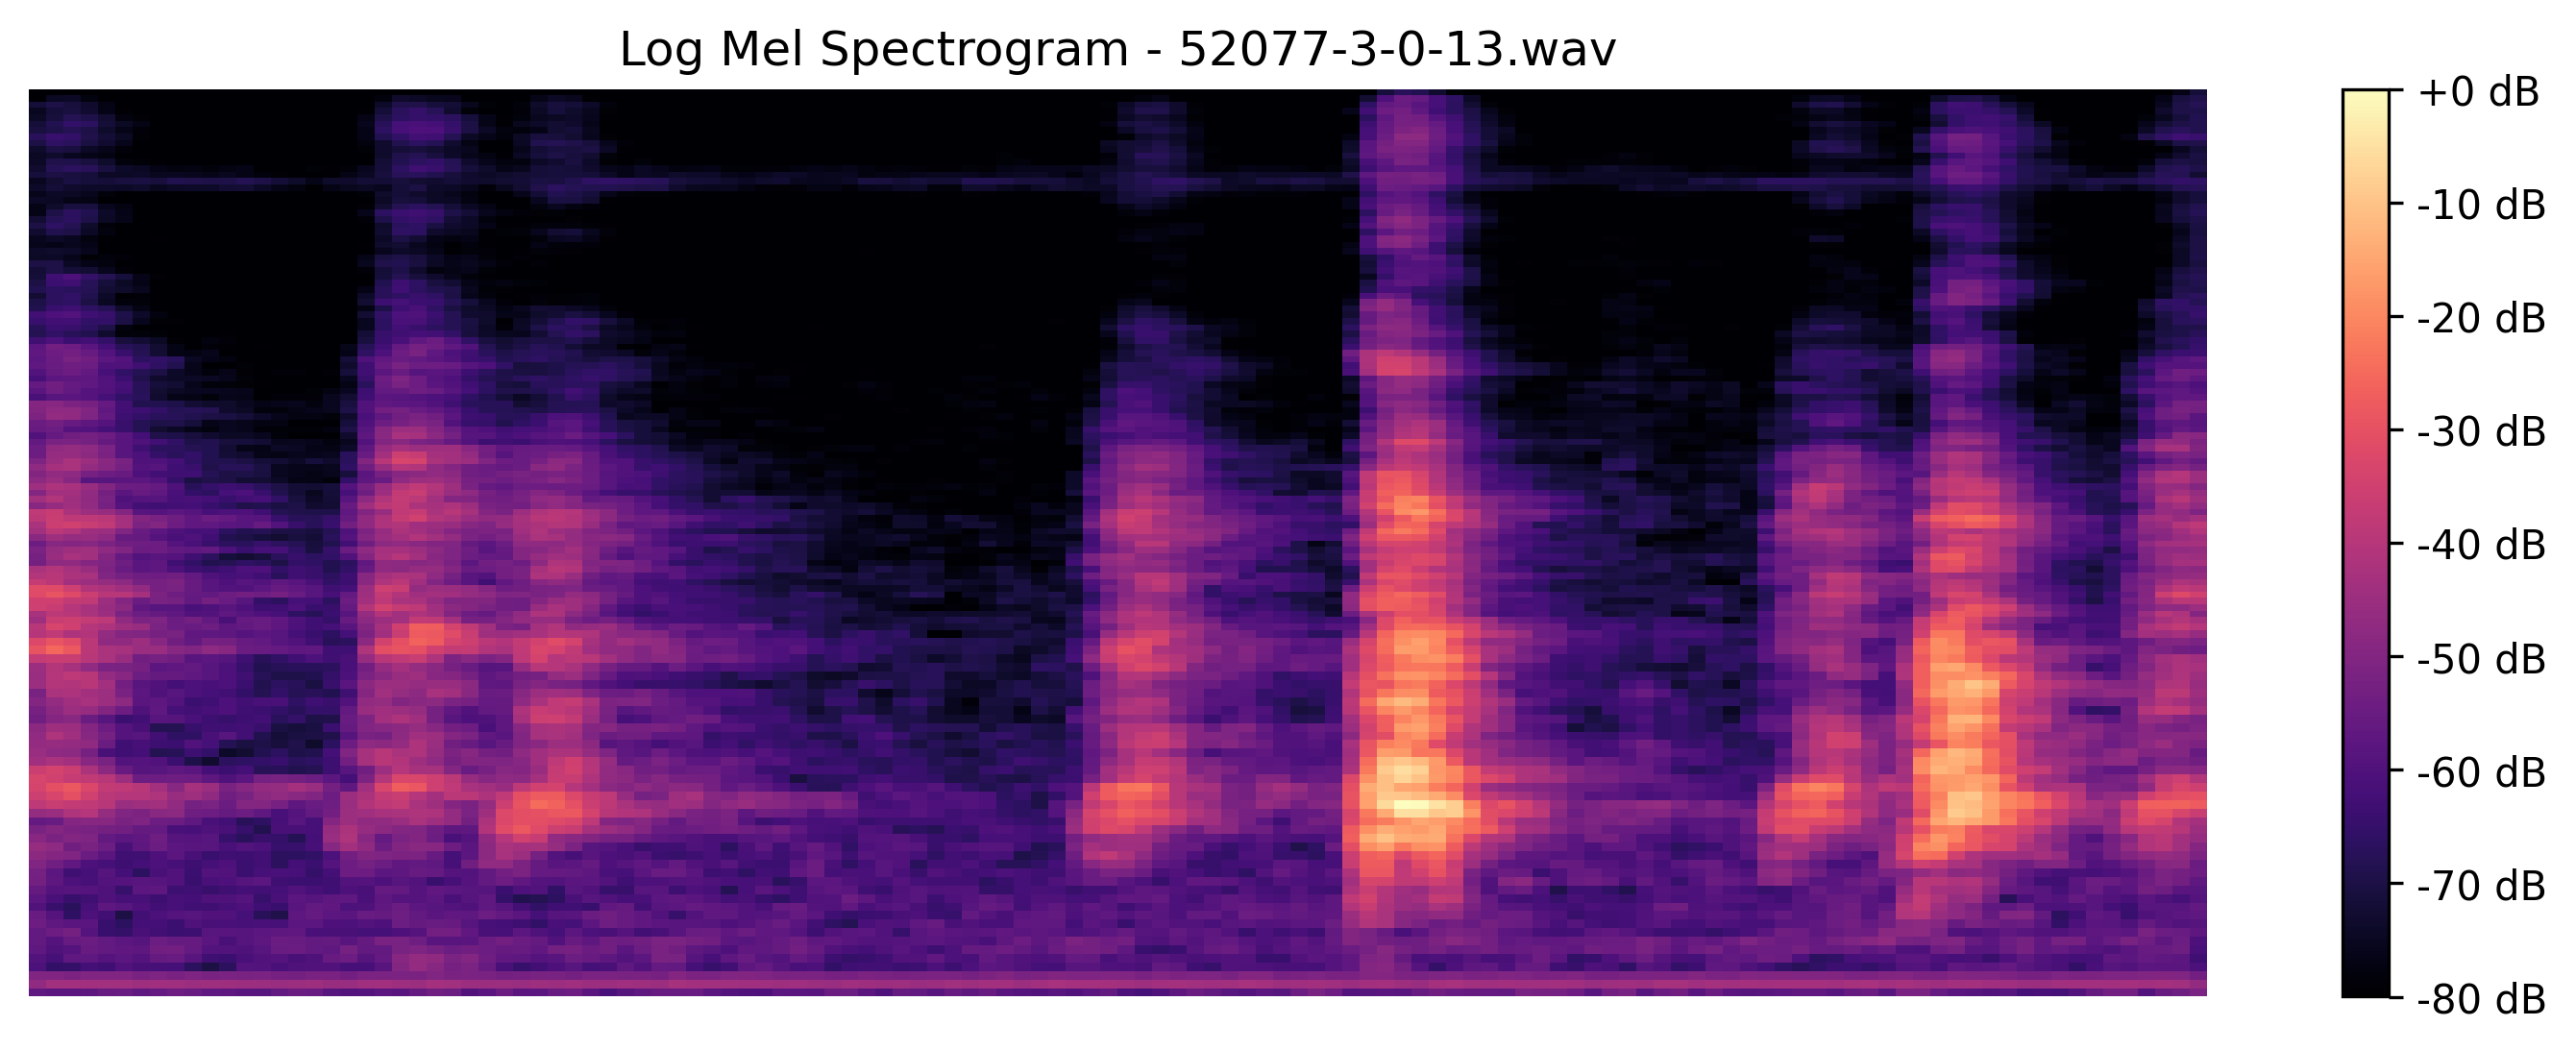 Log Mel Spectrogram - 52077-3-0-13.wav
+0 dB
-10 dB
-20 dB
-30 dB
-40 dB
-50 dB
-60 dB
-70 dB
-80 dB